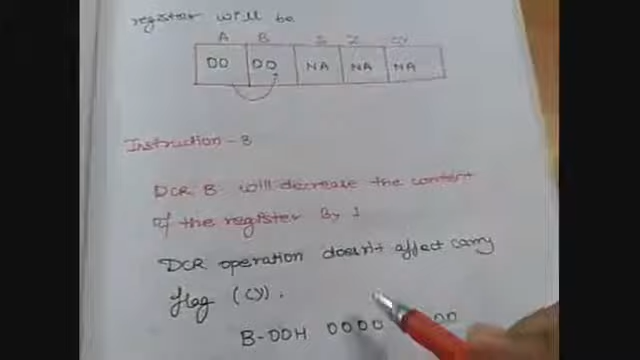 register will be
A B S Z CY
00 00 NA NA NA
Instruction - 3
DCR B will decrease the content
of the register By 1
DCR operation doesn't affect carry
flag (CY).
B-00H 0000